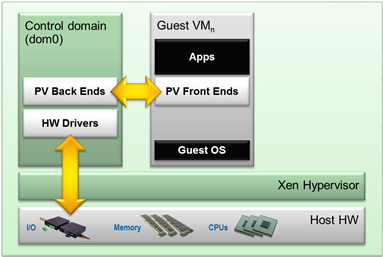 Control domain
(dom0)
Guest VMn
Apps
PV Back Ends
PV Front Ends
HW Drivers
Guest OS
Xen Hypervisor
Host HW
I/O
Memory
CPUs